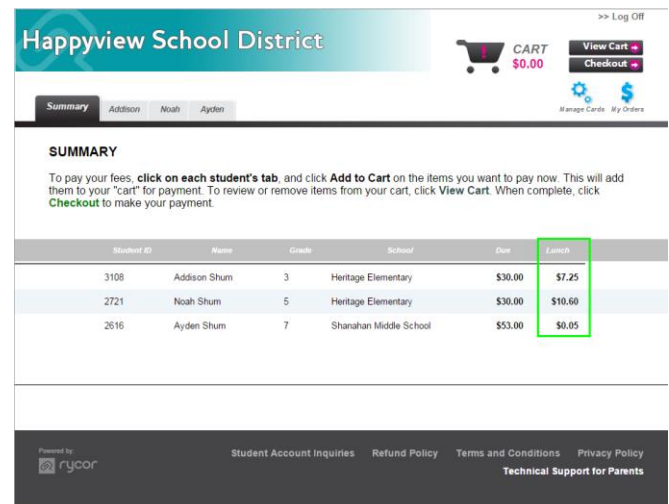 >> Log Off
Happyview School District
CART
$0.00
View Cart
Checkout
Manage Cards My Orders
Summary Addison Noah Ayden
SUMMARY
To pay your fees, click on each student's tab, and click Add to Cart on the items you want to pay now. This will add
them to your "cart" for payment. To review or remove items from your cart, click View Cart. When complete, click
Checkout to make your payment.
Student ID Name Grade School Due Lunch
3108 Addison Shum 3 Heritage Elementary $30.00 $7.25
2721 Noah Shum 5 Heritage Elementary $30.00 $10.60
2616 Ayden Shum 7 Shanahan Middle School $53.00 $0.05
Powered by:
rycor
Student Account Inquiries Refund Policy Terms and Conditions Privacy Policy
Technical Support for Parents